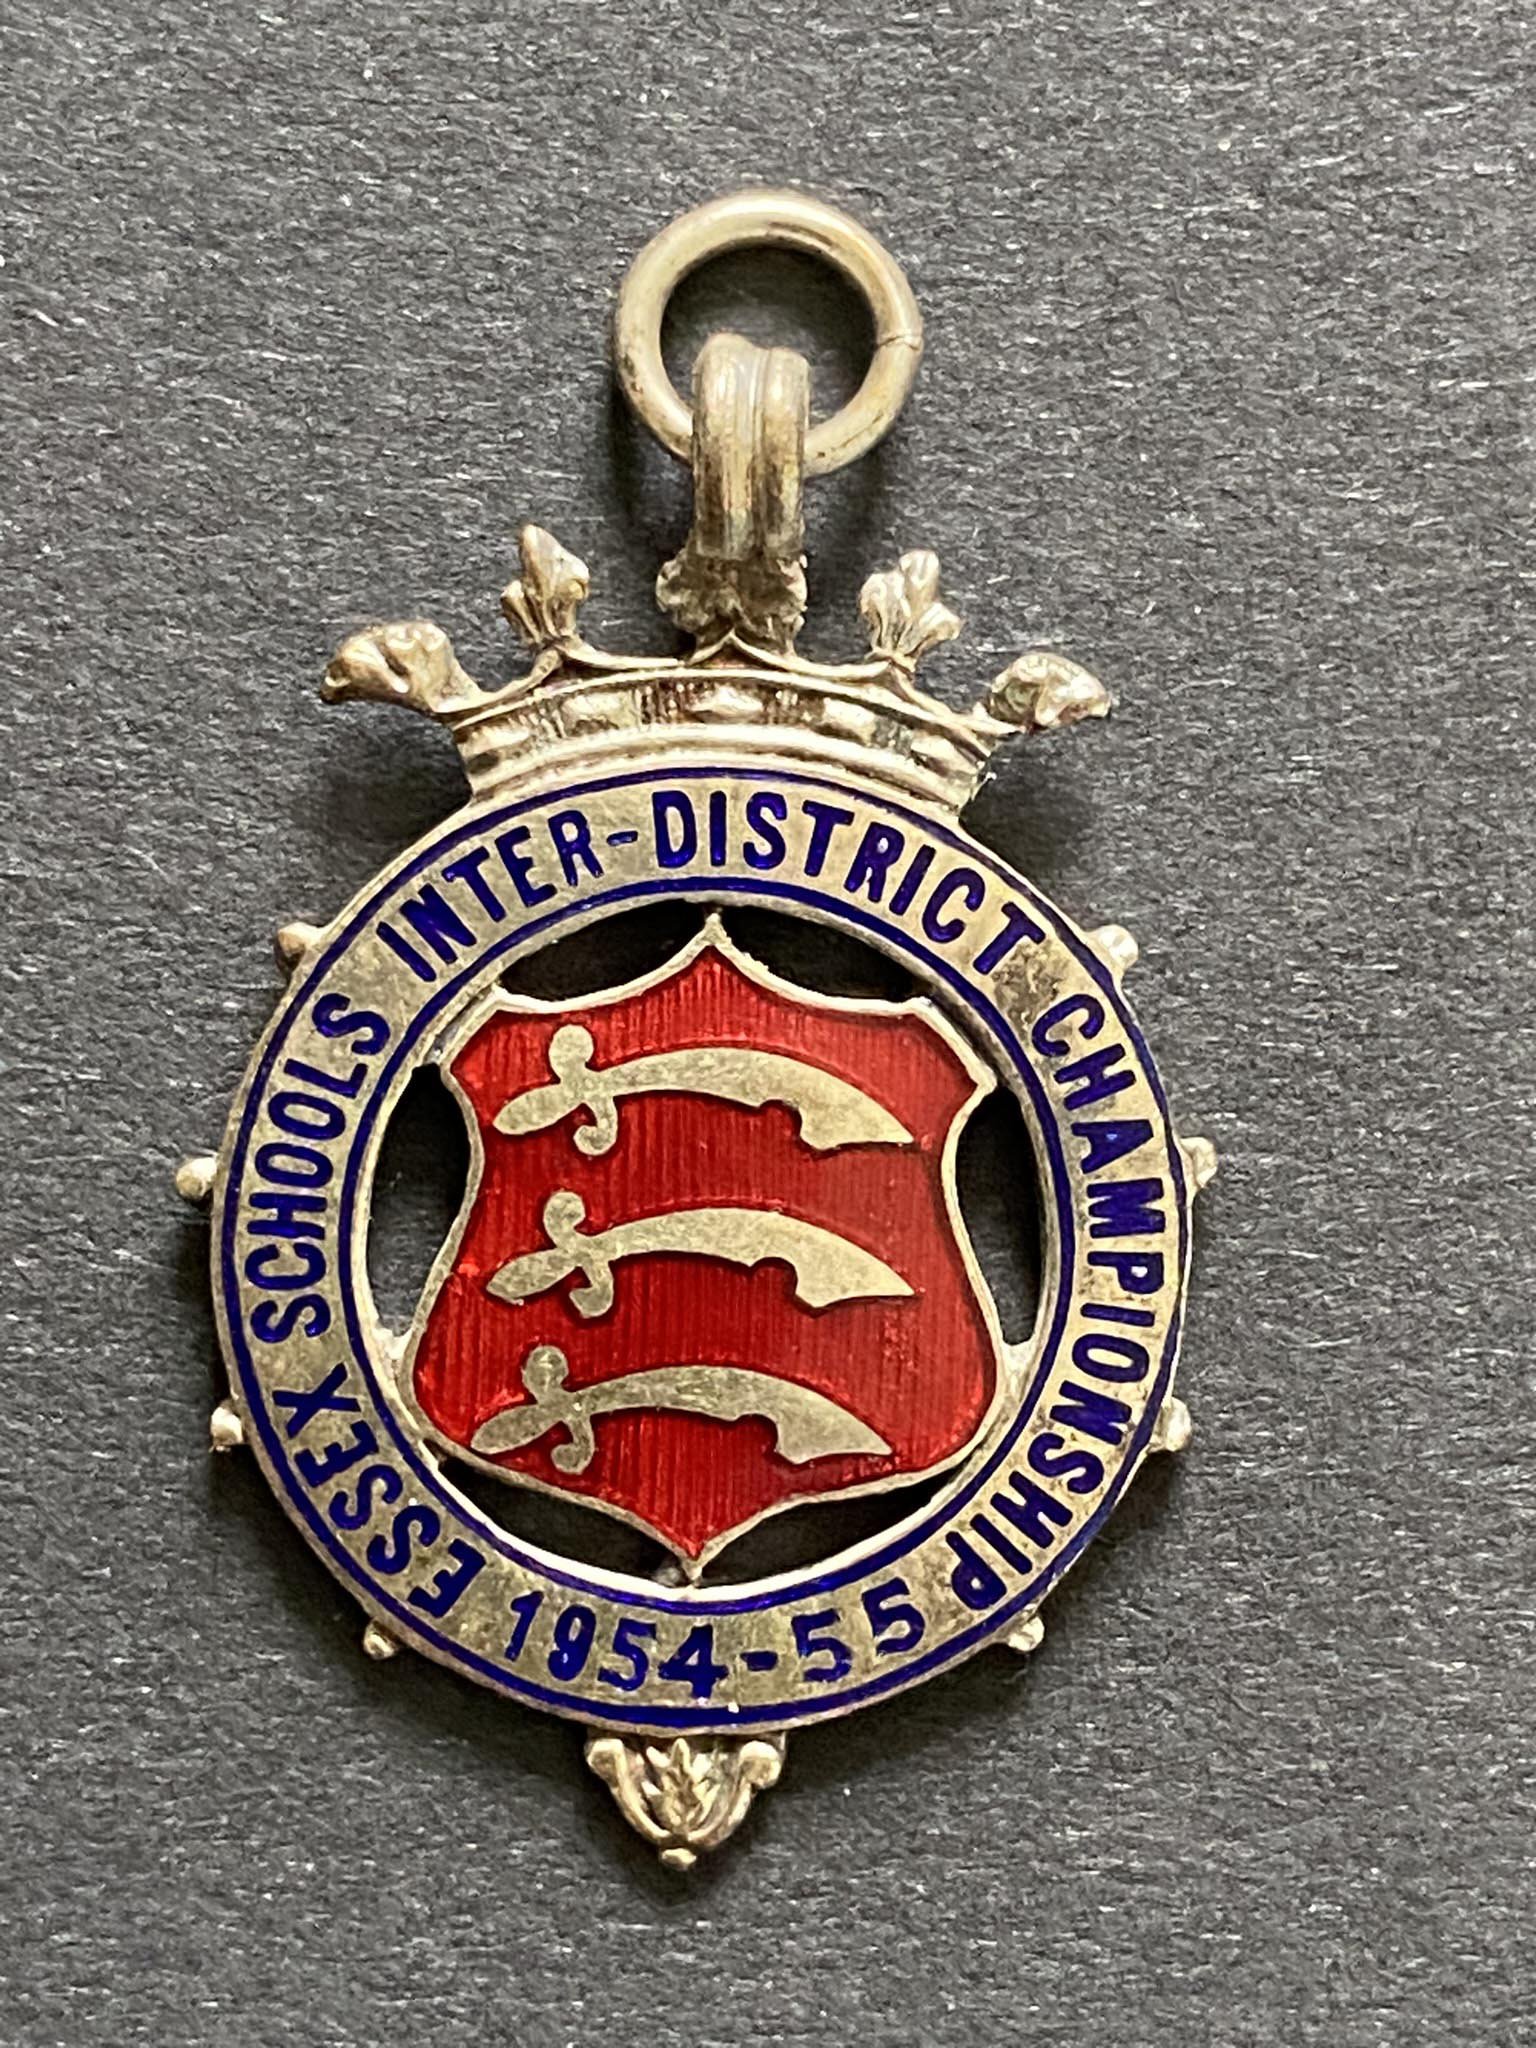 ESSEX SCHOOLS INTER-DISTRICT CHAMPIONSHIP
1954-55